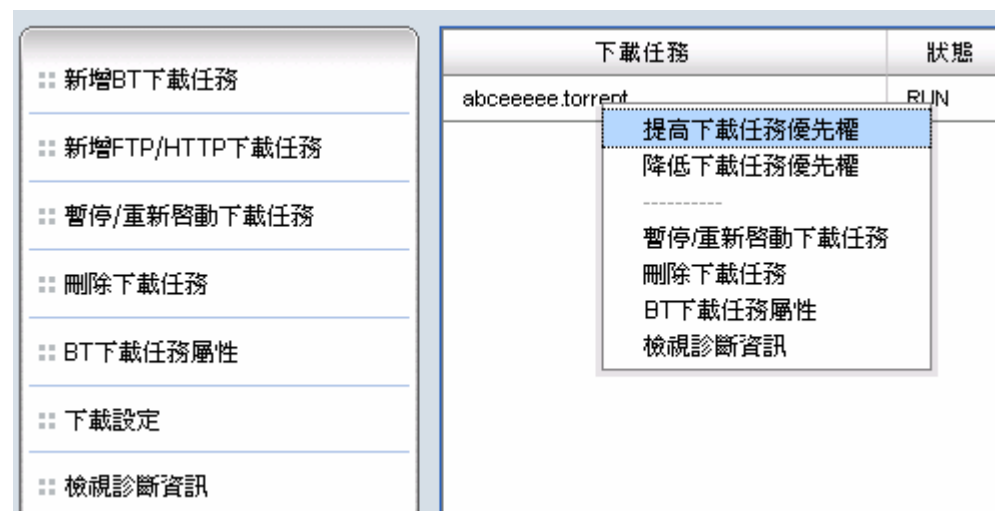 新增BT下載任務
新增FTP/HTTP下載任務
暫停/重新啓動下載任務
刪除下載任務
BT下載任務屬性
下載設定
檢視診斷資訊
下載任務 狀態
abceeeee.torrent RUN
提高下載任務優先權
降低下載任務優先權
----------
暫停/重新啓動下載任務
刪除下載任務
BT下載任務屬性
檢視診斷資訊